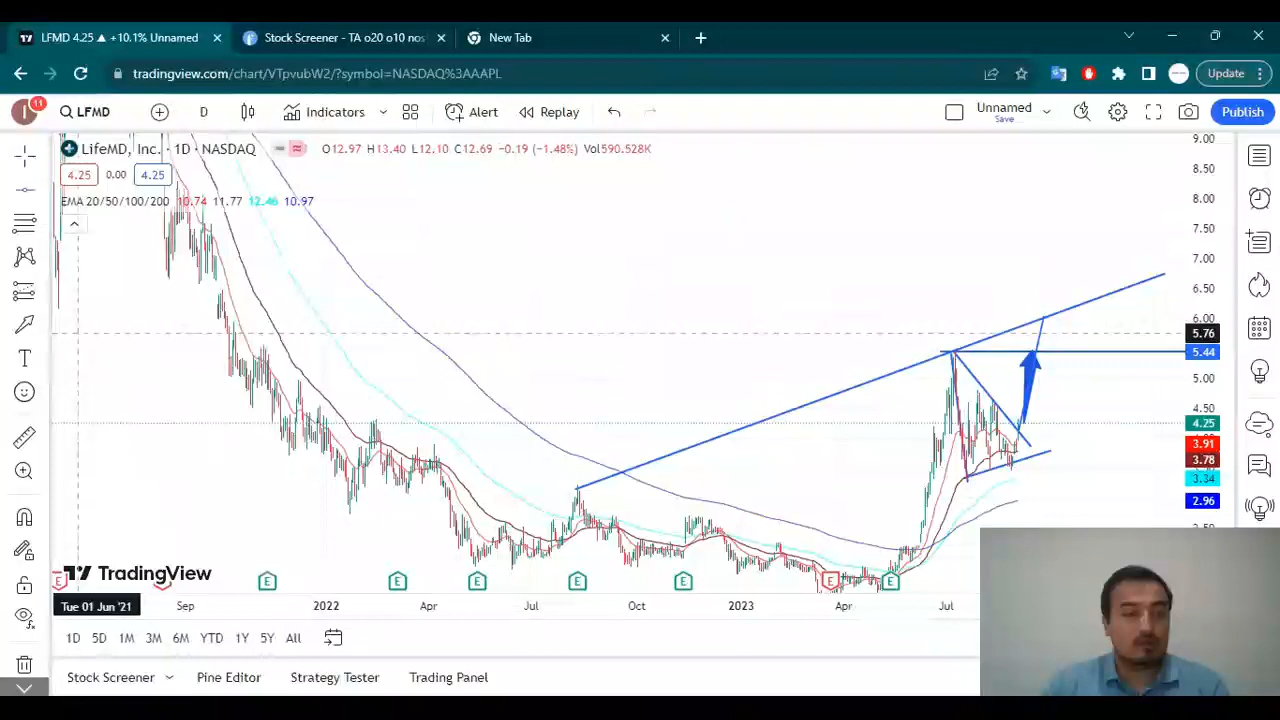 LFMD 4.25 ▲ +10.1% Unnamed
Stock Screener - TA o20 o10 nos
New Tab
tradingview.com/chart/VTpvubW2/?symbol=NASDAQ%3AAAPL
Update
11
LFMD
D
Indicators
Alert
Replay
Unnamed
Save
Publish
LifeMD, Inc. · 1D · NASDAQ
O12.97 H13.40 L12.10 C12.69 -0.19 (-1.48%) Vol590.528K
4.25 0.00 4.25
EMA 20/50/100/200 10.74 11.77 12.46 10.97
9.00
8.50
8.00
7.50
7.00
6.50
6.00
5.76
5.44
5.00
4.50
4.25
3.91
3.78
3.34
2.96
TradingView
E E E E E E E E
Tue 01 Jun '21
Sep 2022 Apr Jul Oct 2023 Apr Jul
1D 5D 1M 3M 6M YTD 1Y 5Y All
Stock Screener
Pine Editor
Strategy Tester
Trading Panel